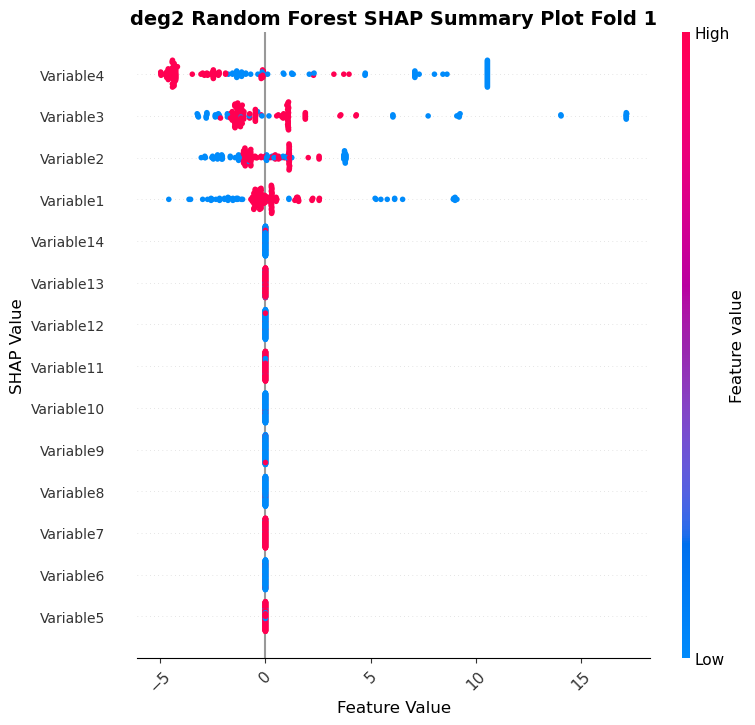 deg2 Random Forest SHAP Summary Plot Fold 1
High
Variable4
Variable3
Variable2
Variable1
Variable14
Variable13
Variable12
Variable11
Variable10
Variable9
Variable8
Variable7
Variable6
Variable5
SHAP Value
Feature value
Low
−5
0
5
10
15
Feature Value